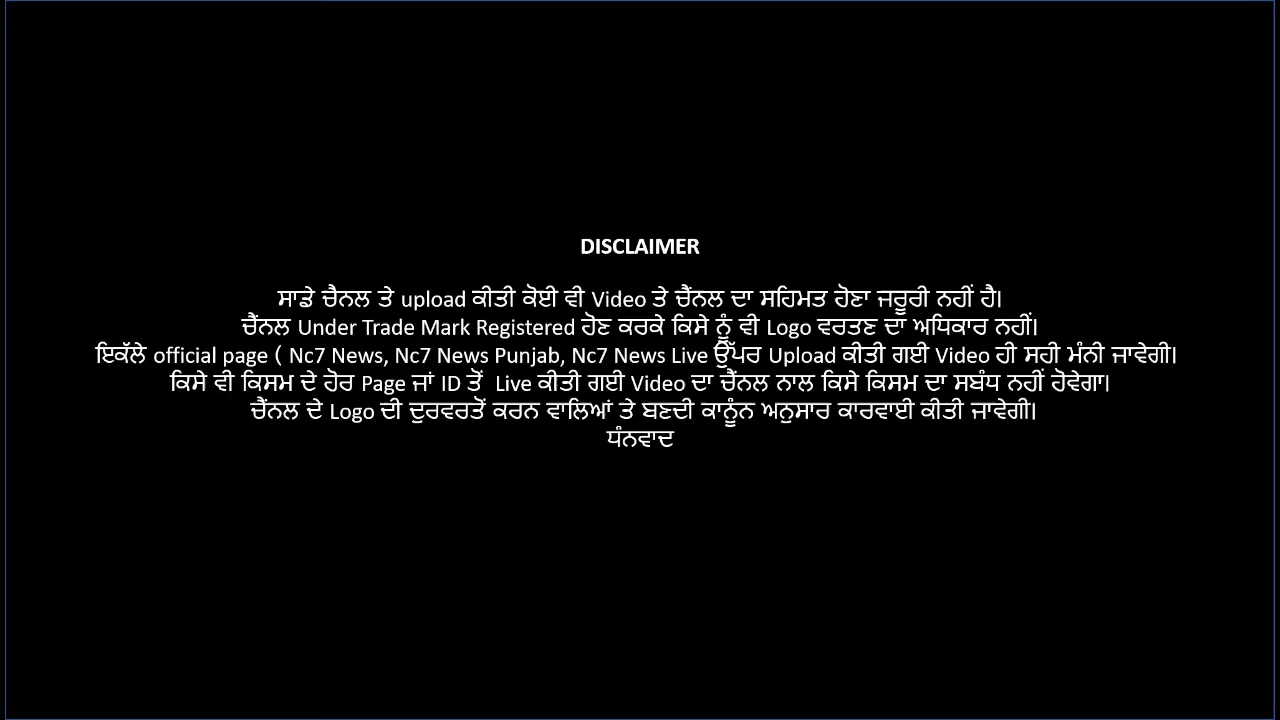 DISCLAIMER
ਸਾਡੇ ਚੈਨਲ ਤੇ upload ਕੀਤੀ ਕੋਈ ਵੀ Video ਤੇ ਚੈਂਨਲ ਦਾ ਸਹਿਮਤ ਹੋਣਾ ਜਰੂਰੀ ਨਹੀਂ ਹੈ।
ਚੈਂਨਲ Under Trade Mark Registered ਹੋਣ ਕਰਕੇ ਕਿਸੇ ਨੂੰ ਵੀ Logo ਵਰਤਣ ਦਾ ਅਧਿਕਾਰ ਨਹੀਂ।
ਇਕੱਲੇ official page ( Nc7 News, Nc7 News Punjab, Nc7 News Live ਉੱਪਰ Upload ਕੀਤੀ ਗਈ Video ਹੀ ਸਹੀ ਮੰਨੀ ਜਾਵੇਗੀ।
ਕਿਸੇ ਵੀ ਕਿਸਮ ਦੇ ਹੋਰ Page ਜਾਂ ID ਤੋਂ Live ਕੀਤੀ ਗਈ Video ਦਾ ਚੈਂਨਲ ਨਾਲ ਕਿਸੇ ਕਿਸਮ ਦਾ ਸਬੰਧ ਨਹੀਂ ਹੋਵੇਗਾ।
ਚੈਂਨਲ ਦੇ Logo ਦੀ ਦੁਰਵਰਤੋਂ ਕਰਨ ਵਾਲਿਆਂ ਤੇ ਬਣਦੀ ਕਾਨੂੰਨ ਅਨੁਸਾਰ ਕਾਰਵਾਈ ਕੀਤੀ ਜਾਵੇਗੀ।
ਧੰਨਵਾਦ